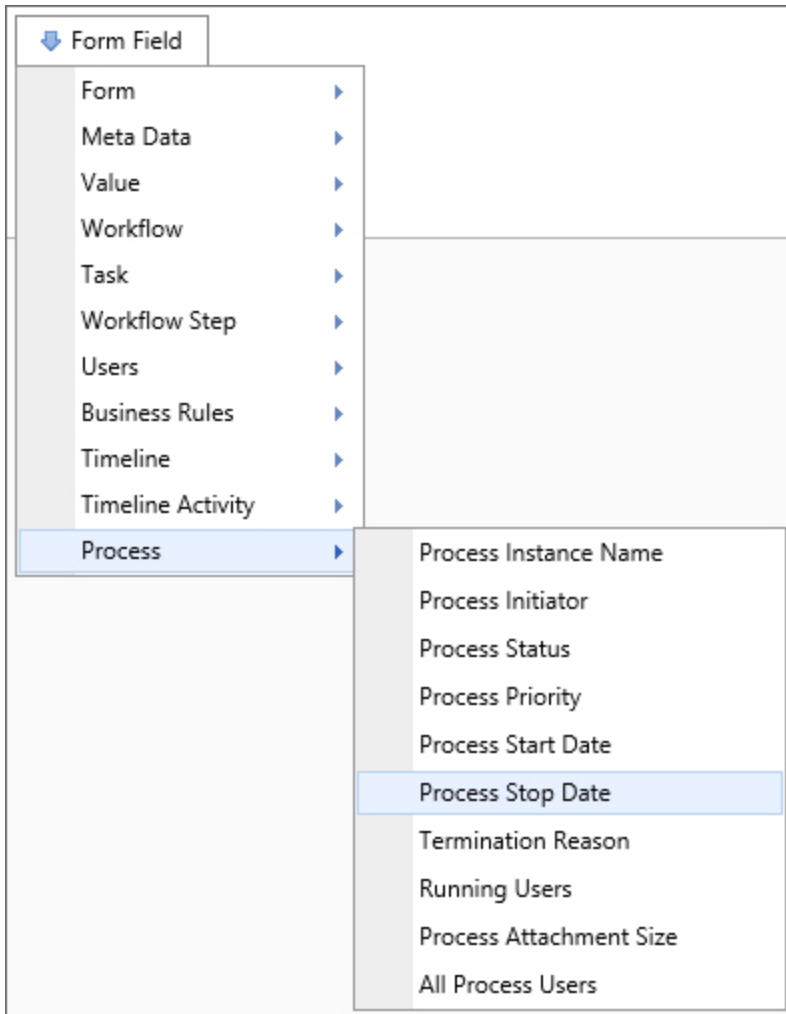 Form Field
Form
Meta Data
Value
Workflow
Task
Workflow Step
Users
Business Rules
Timeline
Timeline Activity
Process
Process Instance Name
Process Initiator
Process Status
Process Priority
Process Start Date
Process Stop Date
Termination Reason
Running Users
Process Attachment Size
All Process Users